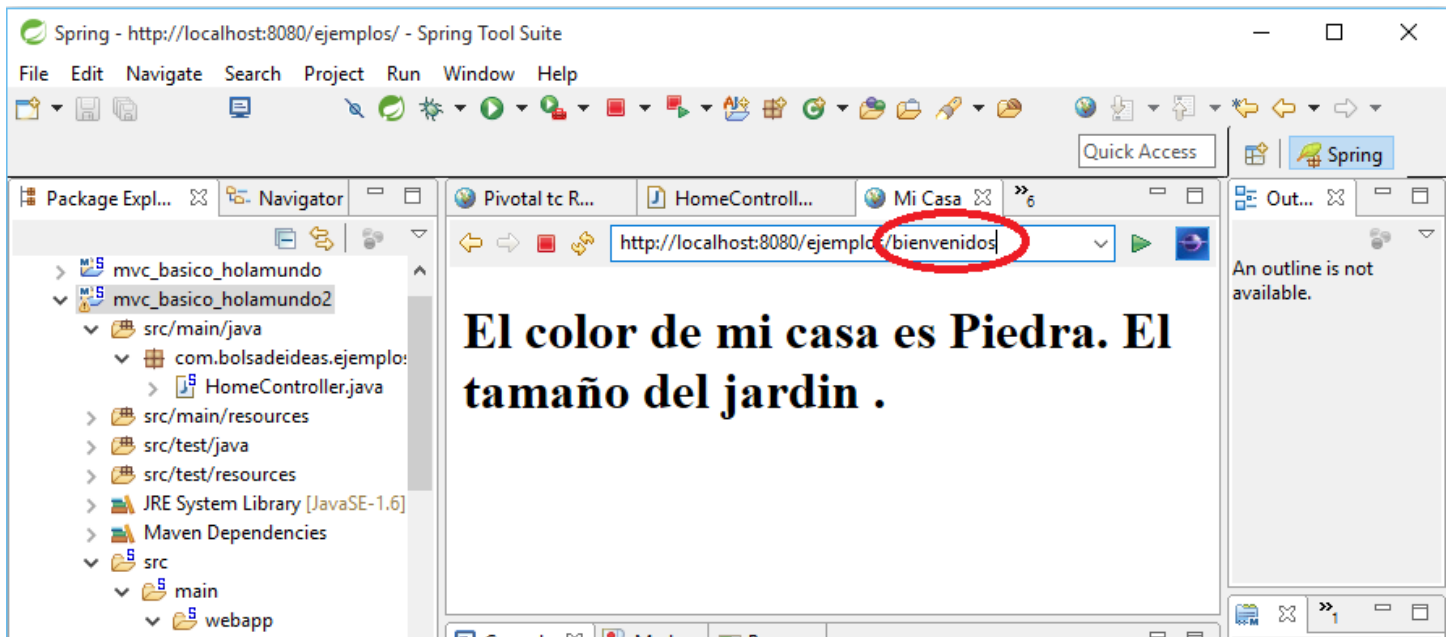 Spring - http://localhost:8080/ejemplos/ - Spring Tool Suite
File Edit Navigate Search Project Run Window Help
Quick Access
Spring
Package Expl...
Navigator
Pivotal tc R...
HomeControll...
Mi Casa
»6
Out...
http://localhost:8080/ejemplos/bienvenidos
mvc_basico_holamundo
mvc_basico_holamundo2
src/main/java
com.bolsadeideas.ejemplos
HomeController.java
src/main/resources
src/test/java
src/test/resources
JRE System Library [JavaSE-1.6]
Maven Dependencies
src
main
webapp
El color de mi casa es Piedra. El
tamaño del jardin .
An outline is not
available.
»1